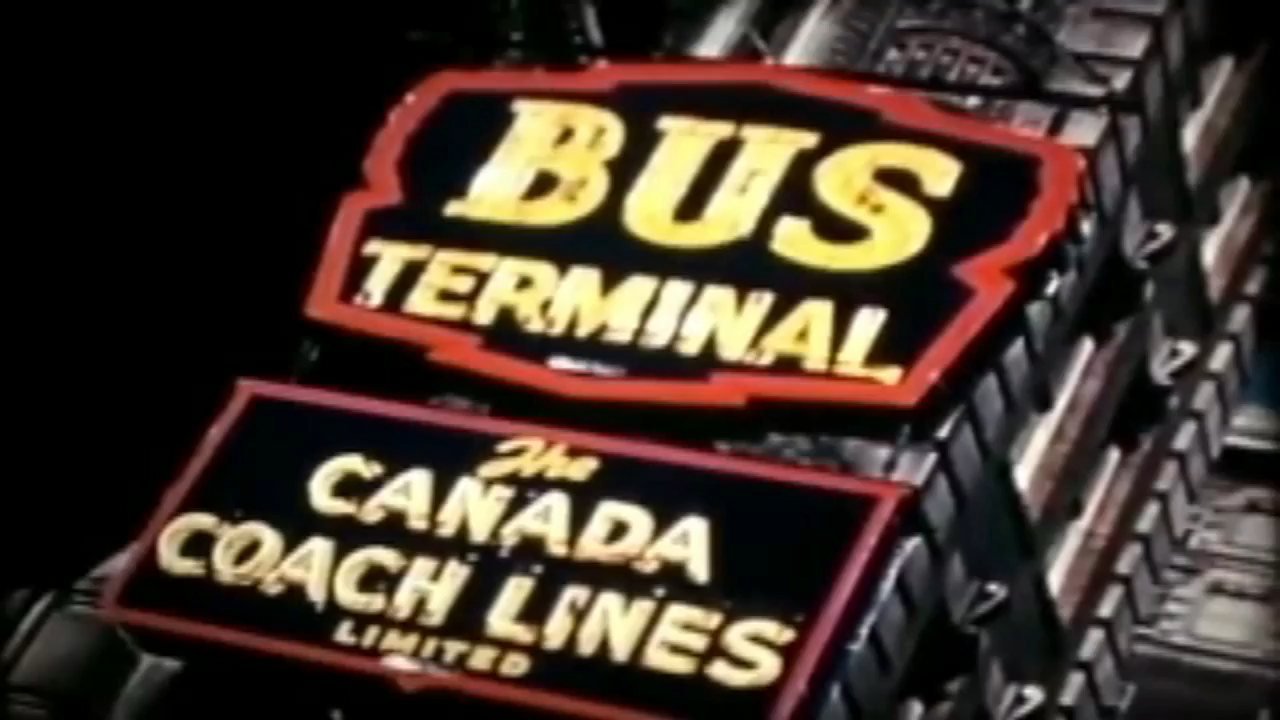 BUS
TERMINAL
The
CANADA
COACH LINES
LIMITED